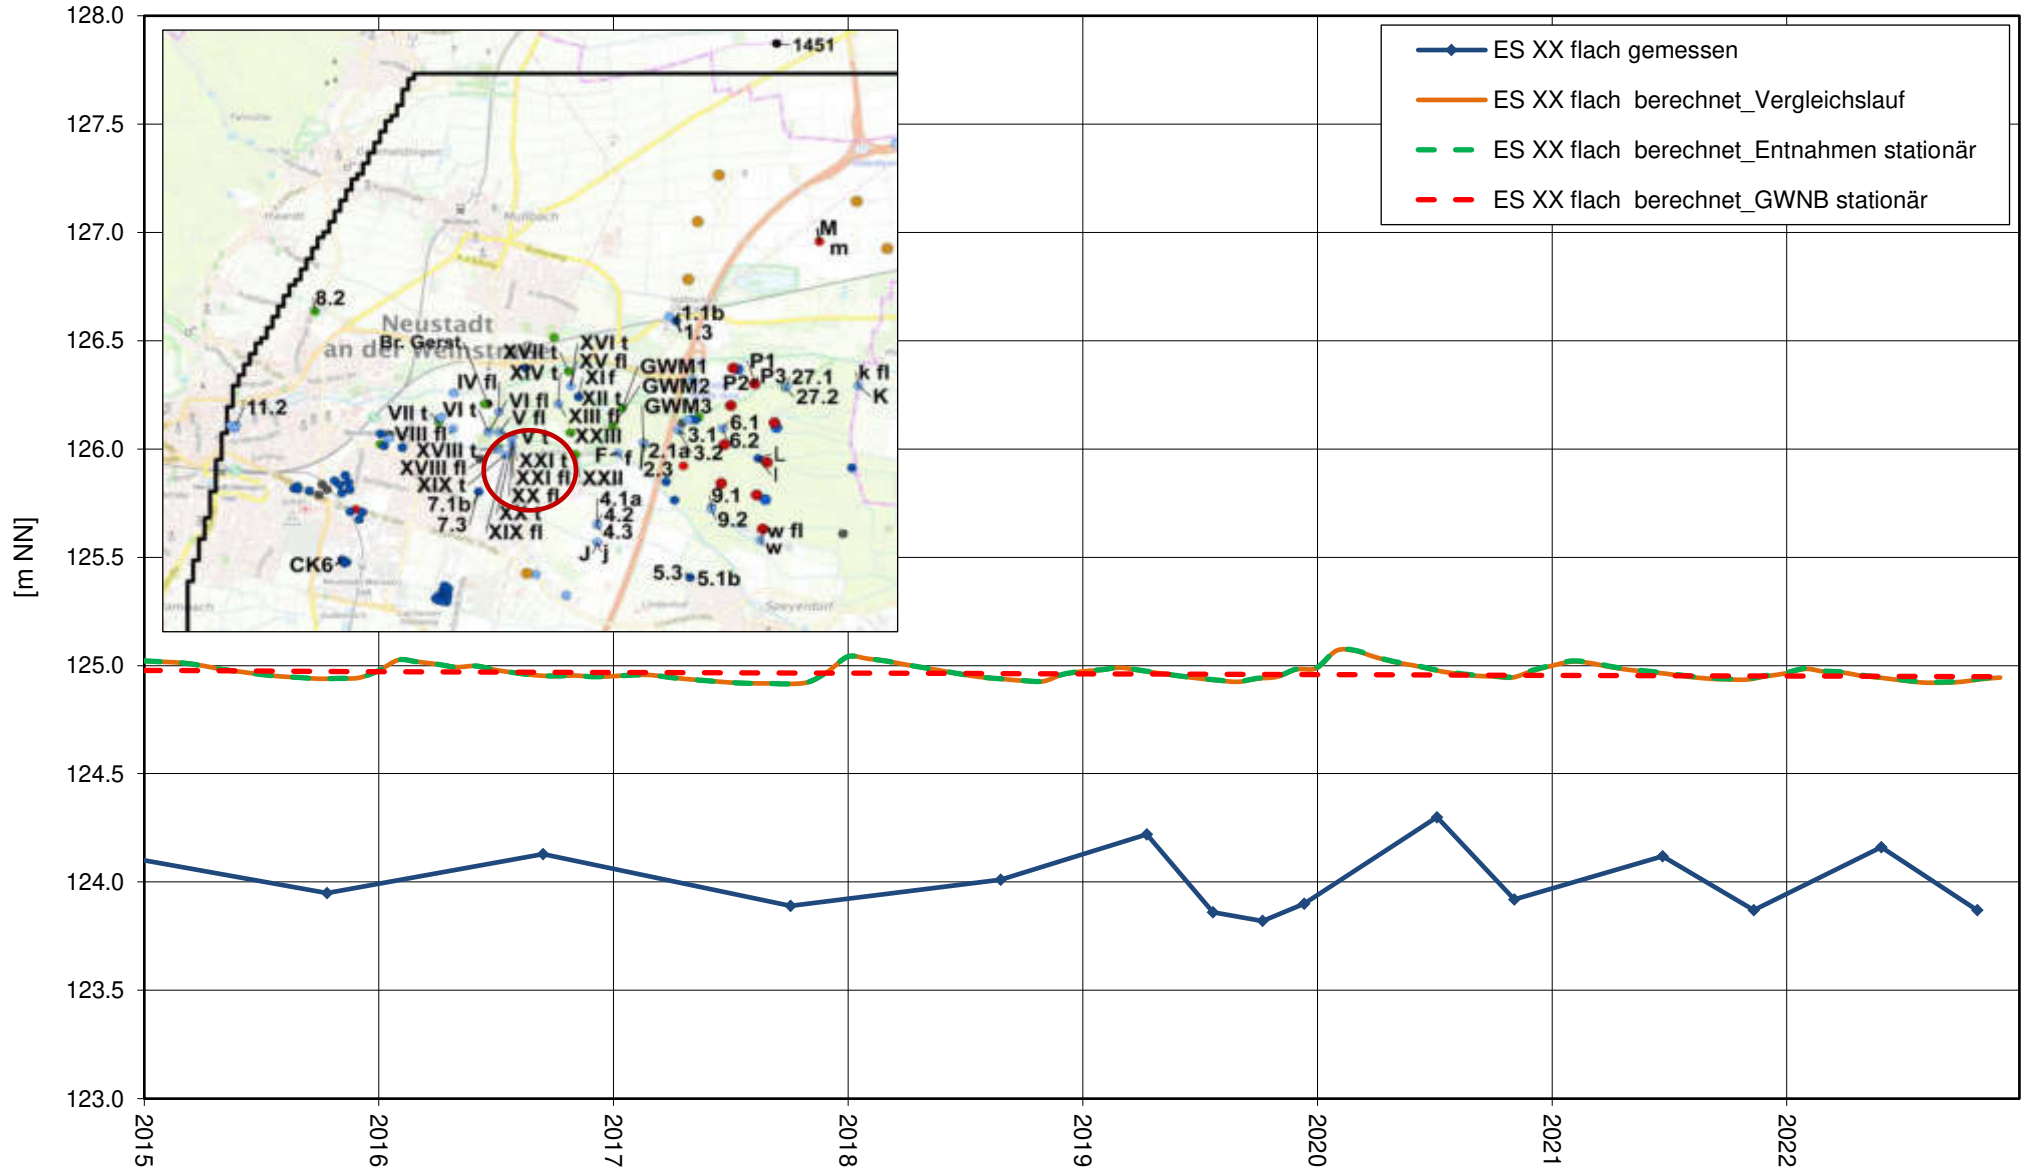 128.0
127.5
127.0
126.5
126.0
125.5
125.0
124.5
124.0
123.5
123.0
[m NN]
2015
2016
2017
2018
2019
2020
2021
2022
ES XX flach gemessen
ES XX flach berechnet_Vergleichslauf
ES XX flach berechnet_Entnahmen stationär
ES XX flach berechnet_GWNB stationär
1451
Mußbach
Haardt
M
m
8.2
1.1b
1.3
Neustadt
an der Weinstraße
Br. Gerst.
XVI t
XVII t
XV fl
XIV t
XI f
XII t
XIII fl
XXIII
GWM1
GWM2
GWM3
P1
P2
P3
27.1
27.2
k fl
K
IV fl
VI fl
VI t
V fl
V t
VII t
VIII fl
11.2
6.1
6.2
3.1
3.2
2.1a
2.3
F
f
L
l
XVIII t
XVIII fl
XIX t
XXI t
XXI fl
XXII
XX fl
XX t
XIX fl
7.1b
7.3
4.1a
4.2
4.3
J
j
9.1
9.2
w fl
w
CK6
5.3
5.1b
Speyerdorf